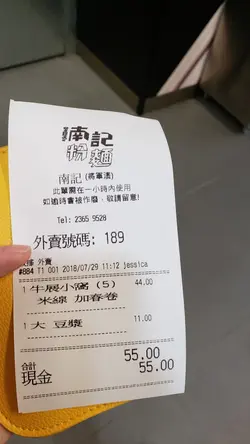 南記
粉麵
南記(將軍澳)
此單限在一小時內使用
如逾時會被作廢,敬請留意!
Tel: 2365 9528
外賣號碼: 189
外賣
#884 T1 001 2018/07/29 11:12 Jessica
1 牛展小窩(5) 44.00
米線 加春卷
1 大 豆漿 11.00
合計 55.00
現金 55.00